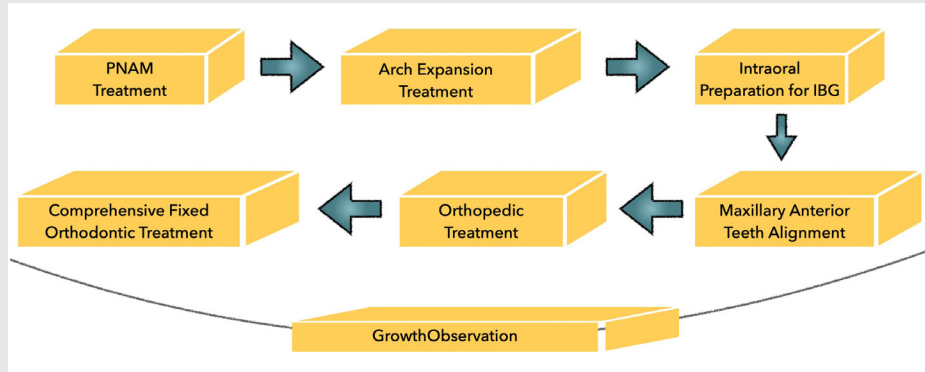 PNAM
Treatment
Arch Expansion
Treatment
Intraoral
Preparation for IBG
Comprehensive Fixed
Orthodontic Treatment
Orthopedic
Treatment
Maxillary Anterior
Teeth Alignment
GrowthObservation